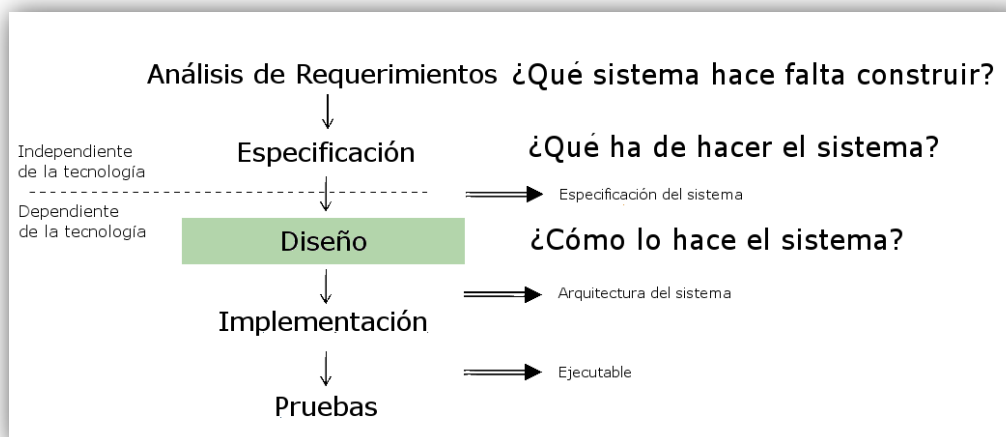 Análisis de Requerimientos ¿Qué sistema hace falta construir?
Independiente
de la tecnología
Especificación ¿Qué ha de hacer el sistema?
Especificación del sistema
Dependiente
de la tecnología
Diseño ¿Cómo lo hace el sistema?
Arquitectura del sistema
Implementación
Ejecutable
Pruebas